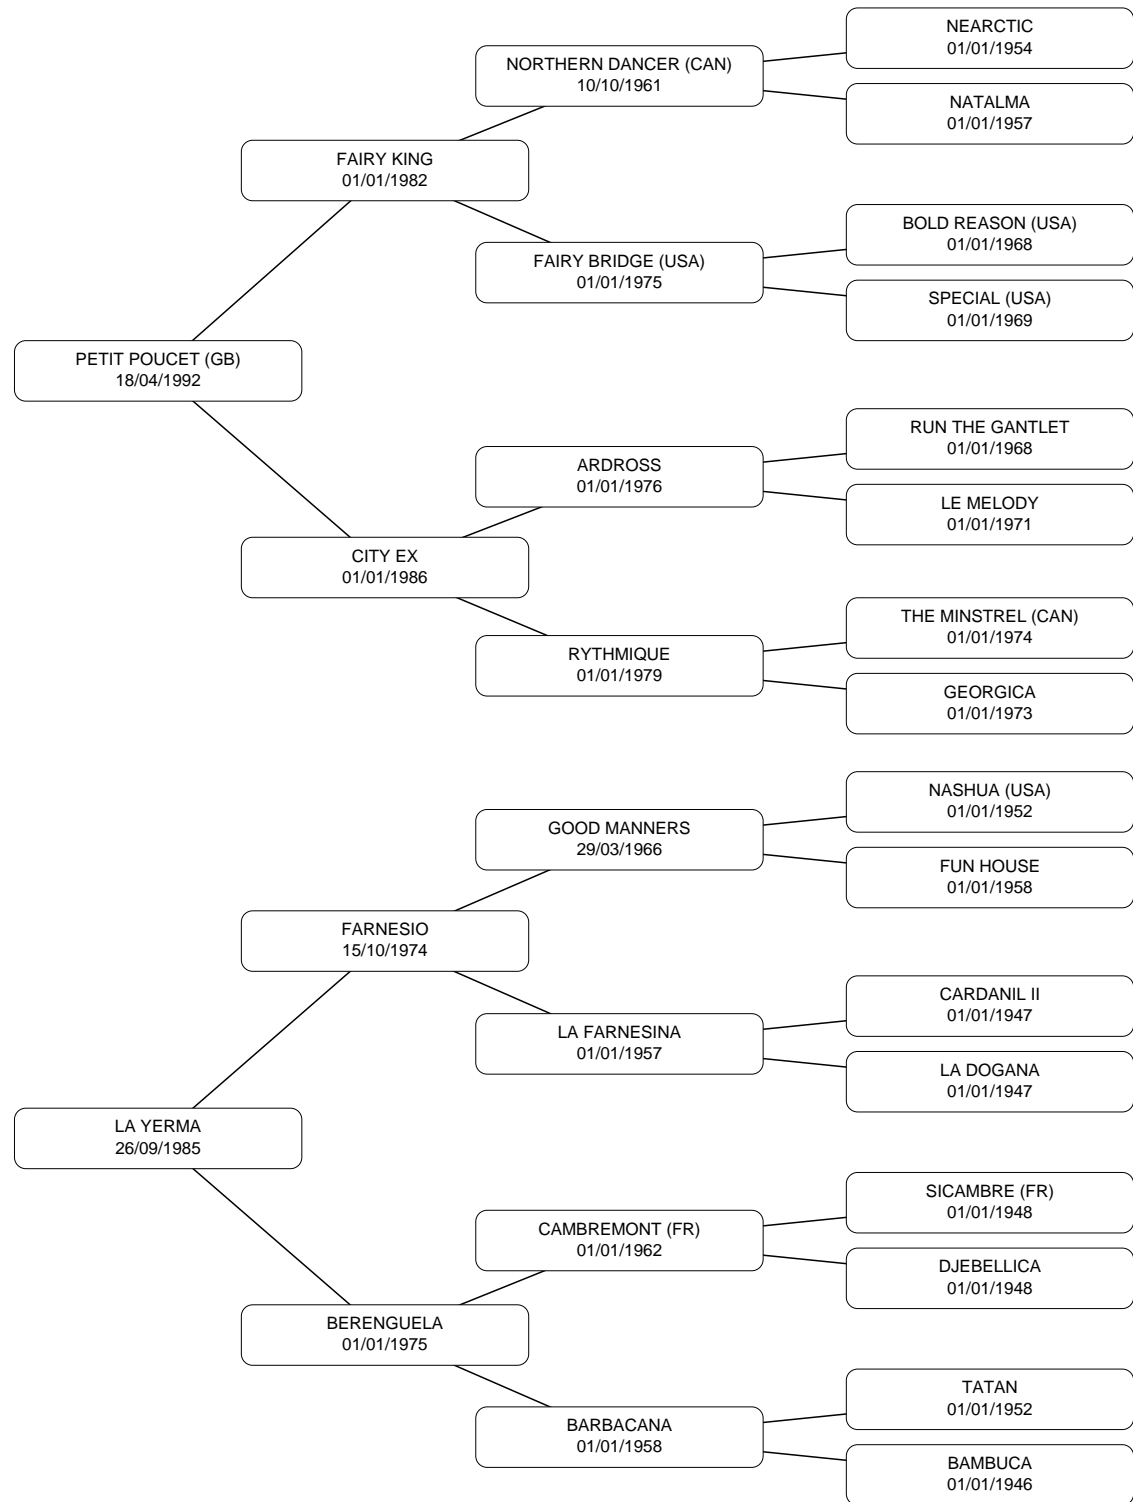 NEARCTIC
01/01/1954
NORTHERN DANCER (CAN)
10/10/1961
NATALMA
01/01/1957
FAIRY KING
01/01/1982
BOLD REASON (USA)
01/01/1968
FAIRY BRIDGE (USA)
01/01/1975
SPECIAL (USA)
01/01/1969
PETIT POUCET (GB)
18/04/1992
RUN THE GANTLET
01/01/1968
ARDROSS
01/01/1976
LE MELODY
01/01/1971
CITY EX
01/01/1986
THE MINSTREL (CAN)
01/01/1974
RYTHMIQUE
01/01/1979
GEORGICA
01/01/1973
NASHUA (USA)
01/01/1952
GOOD MANNERS
29/03/1966
FUN HOUSE
01/01/1958
FARNESIO
15/10/1974
CARDANIL II
01/01/1947
LA FARNESINA
01/01/1957
LA DOGANA
01/01/1947
LA YERMA
26/09/1985
SICAMBRE (FR)
01/01/1948
CAMBREMONT (FR)
01/01/1962
DJEBELLICA
01/01/1948
BERENGUELA
01/01/1975
TATAN
01/01/1952
BARBACANA
01/01/1958
BAMBUCA
01/01/1946